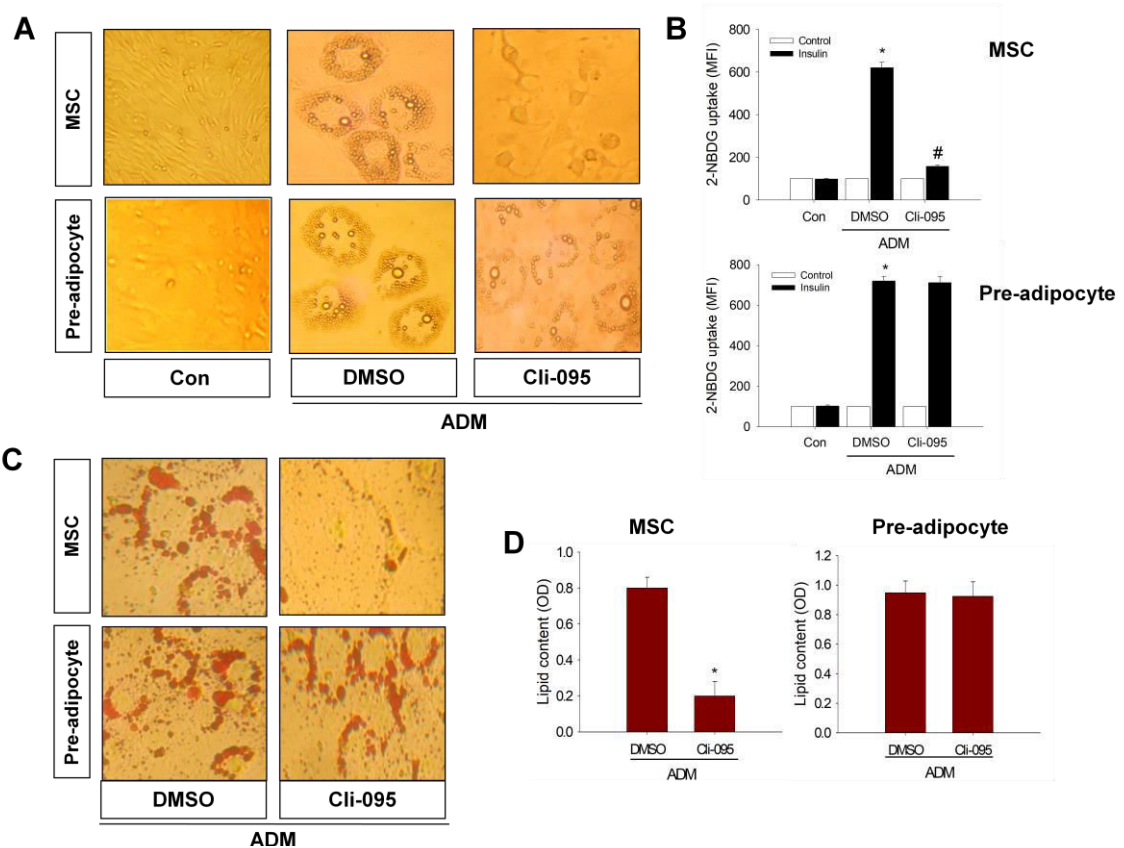 A
MSC
Pre-adipocyte
Con
DMSO
Cli-095
ADM
B
MSC
2-NBDG uptake (MFI)
800
600
400
200
0
Control
Insulin
*
#
Con
DMSO
Cli-095
ADM
Pre-adipocyte
2-NBDG uptake (MFI)
800
600
400
200
0
Control
Insulin
*
Con
DMSO
Cli-095
ADM
C
MSC
Pre-adipocyte
DMSO
Cli-095
ADM
D
MSC
Lipid content (OD)
1.0
0.8
0.6
0.4
0.2
0.0
*
DMSO
Cli-095
ADM
Pre-adipocyte
Lipid content (OD)
1.2
1.0
0.8
0.6
0.4
0.2
0.0
DMSO
Cli-095
ADM